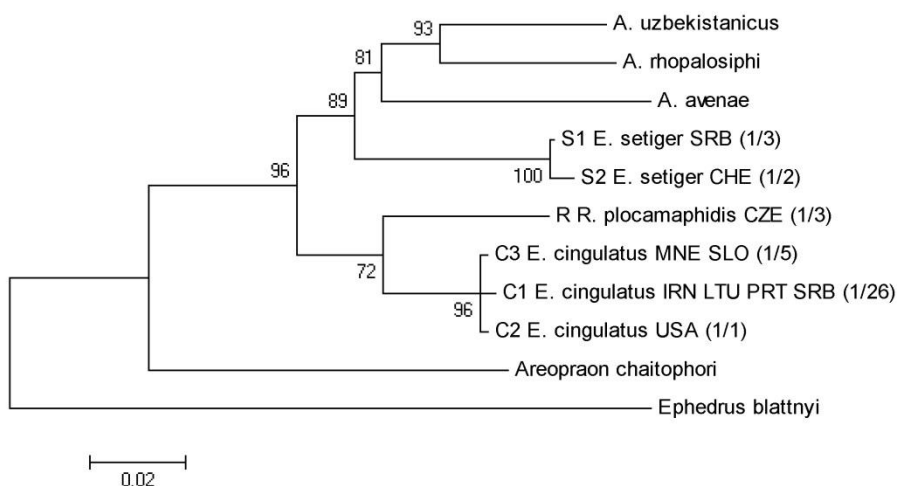 A. uzbekistanicus
93
A. rhopalosiphi
81
A. avenae
89
S1 E. setiger SRB (1/3)
100
S2 E. setiger CHE (1/2)
96
R R. plocamaphidis CZE (1/3)
C3 E. cingulatus MNE SLO (1/5)
72
C1 E. cingulatus IRN LTU PRT SRB (1/26)
96
C2 E. cingulatus USA (1/1)
Areopraon chaitophori
Ephedrus blattnyi
0.02